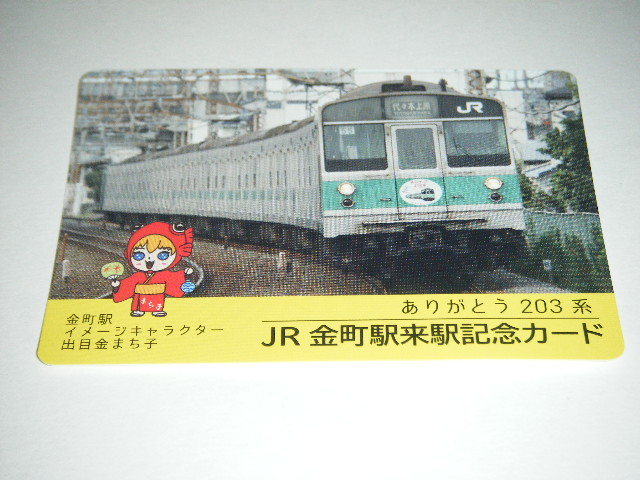 代々木上原
JR
金町駅
イメージキャラクター
出目金まち子
ありがとう 203 系
JR 金町駅来駅記念カード